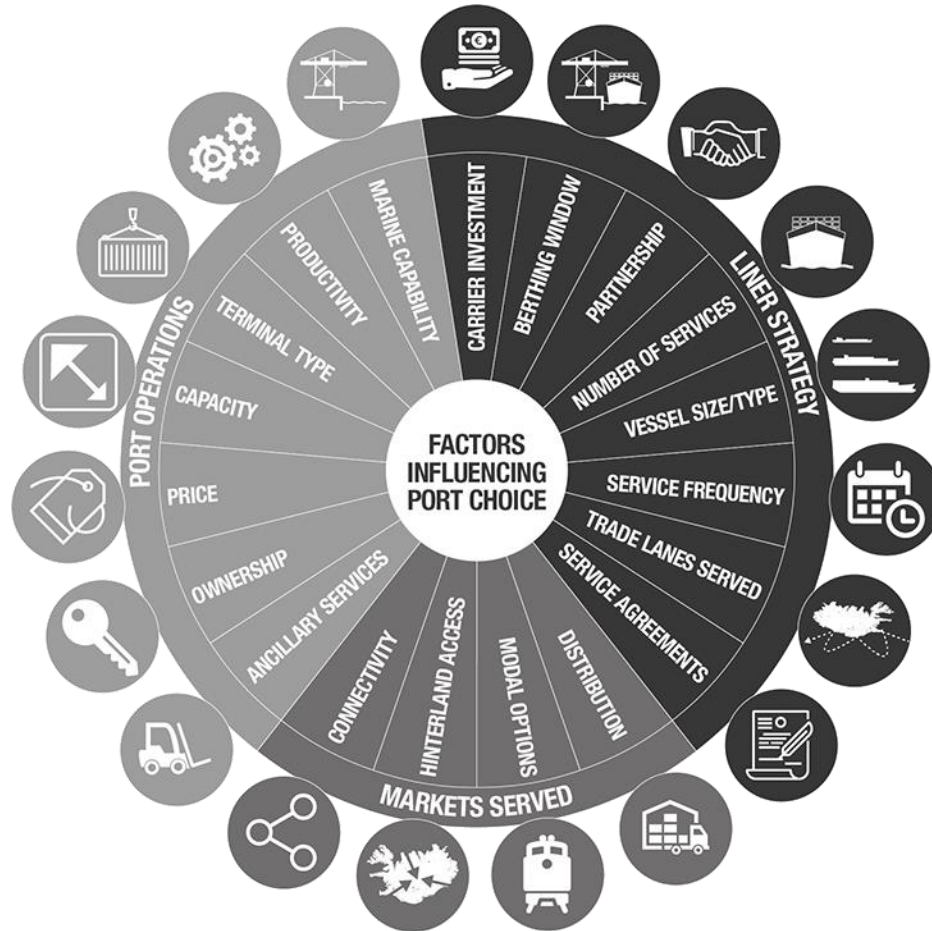 FACTORS
INFLUENCING
PORT CHOICE
LINER STRATEGY
CARRIER INVESTMENT
BERTHING WINDOW
PARTNERSHIP
NUMBER OF SERVICES
VESSEL SIZE/TYPE
SERVICE FREQUENCY
TRADE LANES SERVED
SERVICE AGREEMENTS
MARKETS SERVED
DISTRIBUTION
MODAL OPTIONS
HINTERLAND ACCESS
CONNECTIVITY
PORT OPERATIONS
ANCILLARY SERVICES
OWNERSHIP
PRICE
CAPACITY
TERMINAL TYPE
PRODUCTIVITY
MARINE CAPABILITY